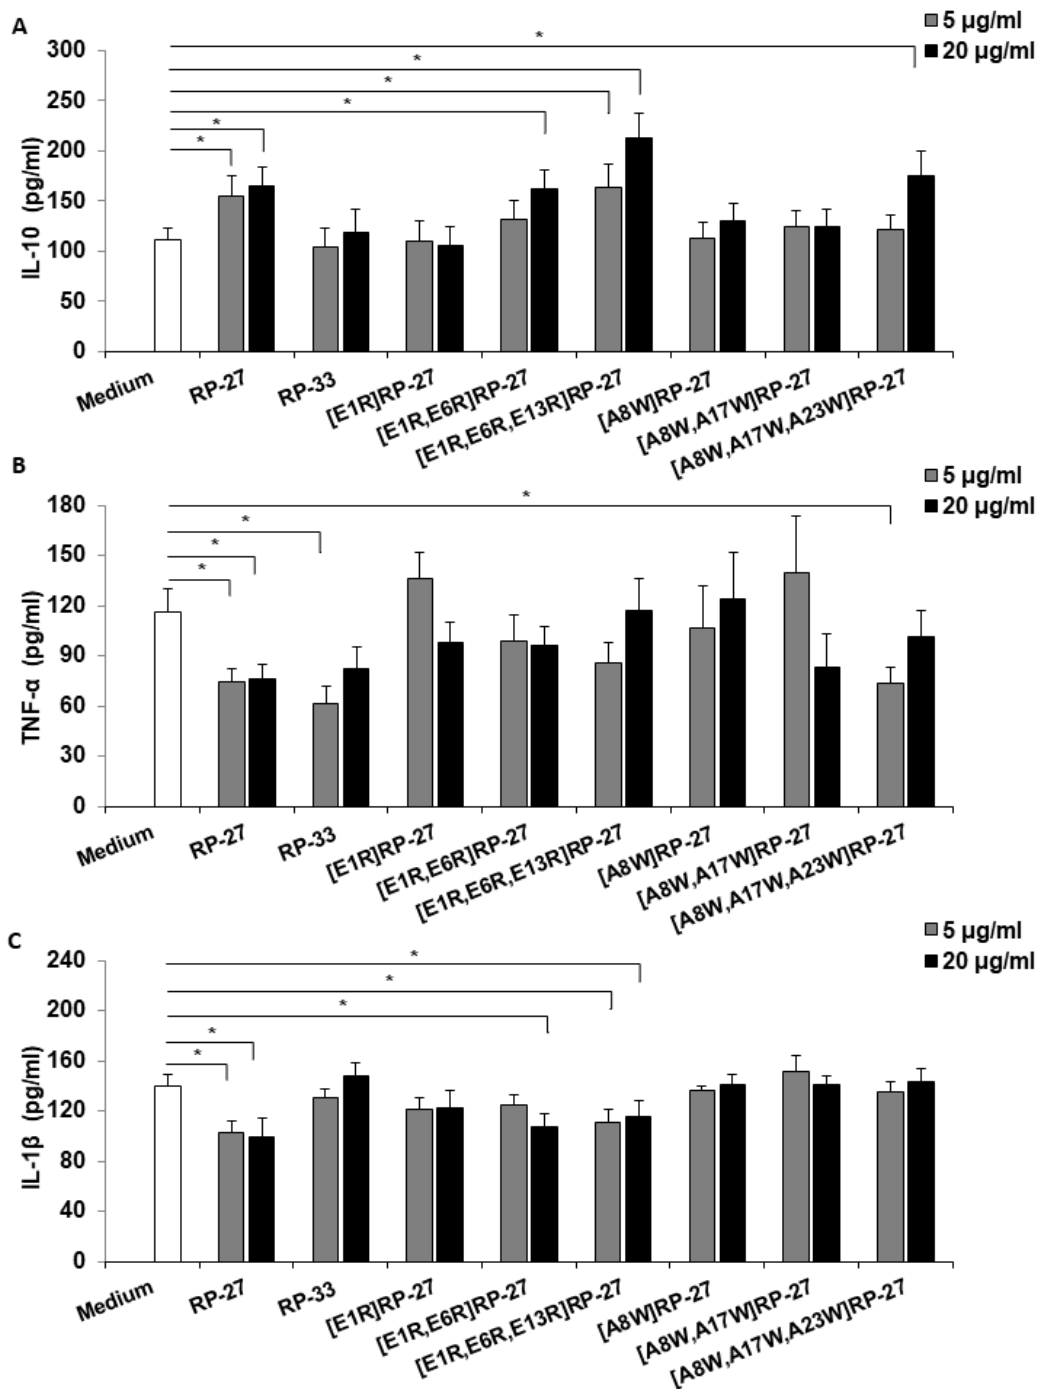 A
5 µg/ml
20 µg/ml
IL-10 (pg/ml)
300
250
200
150
100
50
0
*
*
*
*
*
*
Medium
RP-27
RP-33
[E1R]RP-27
[E1R,E6R]RP-27
[E1R,E6R,E13R]RP-27
[A8W]RP-27
[A8W,A17W]RP-27
[A8W,A17W,A23W]RP-27
B
5 µg/ml
20 µg/ml
TNF-α (pg/ml)
180
150
120
90
60
30
0
*
*
*
*
Medium
RP-27
RP-33
[E1R]RP-27
[E1R,E6R]RP-27
[E1R,E6R,E13R]RP-27
[A8W]RP-27
[A8W,A17W]RP-27
[A8W,A17W,A23W]RP-27
C
5 µg/ml
20 µg/ml
IL-1β (pg/ml)
240
200
160
120
80
40
0
*
*
*
*
*
Medium
RP-27
RP-33
[E1R]RP-27
[E1R,E6R]RP-27
[E1R,E6R,E13R]RP-27
[A8W]RP-27
[A8W,A17W]RP-27
[A8W,A17W,A23W]RP-27